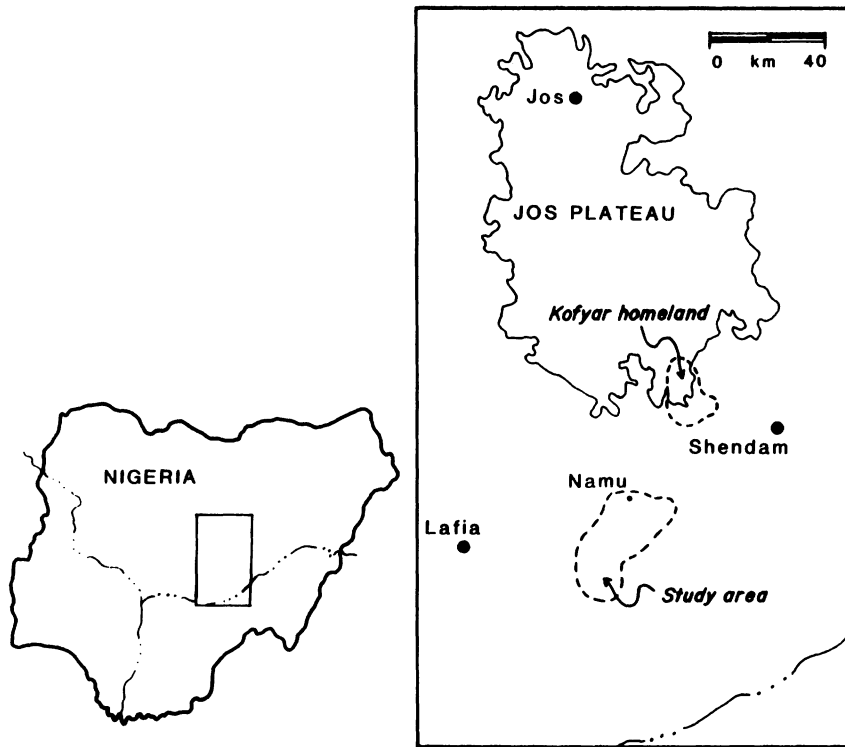 0 km 40
Jos
JOS PLATEAU
Kofyar homeland
Shendam
NIGERIA
Namu
Lafia
Study area